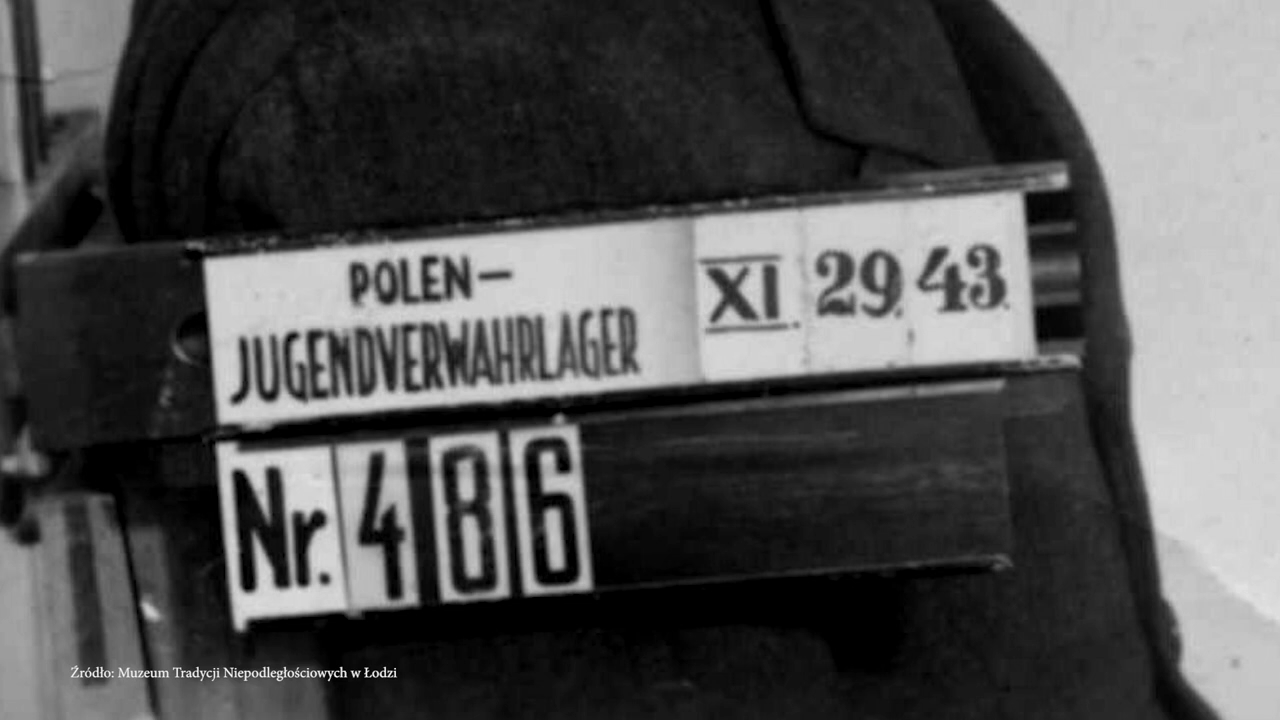 POLEN—
JUGENDVERWAHRLAGER
XI. 29. 43.
Nr. 486
Źródło: Muzeum Tradycji Niepodległościowych w Łodzi